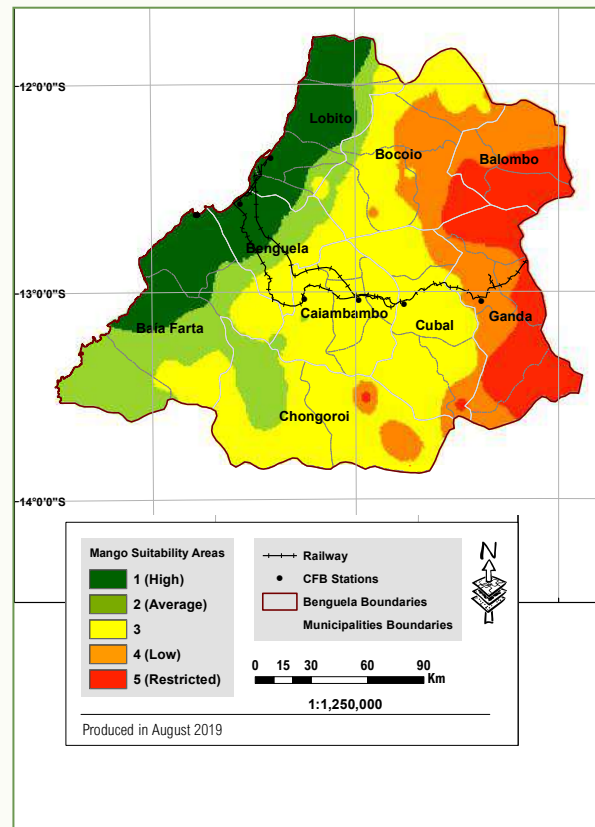 12°0'0"S
Lobito
Bocoio
Balombo
Benguela
13°0'0"S
Caiambambo
Ganda
Baia Farta
Cubal
Chongoroi
14°0'0"S
Mango Suitability Areas
1 (High)
2 (Average)
3
4 (Low)
5 (Restricted)
Railway
CFB Stations
Benguela Boundaries
Municipalities Boundaries
N
0 15 30 60 90
Km
1:1,250,000
Produced in August 2019